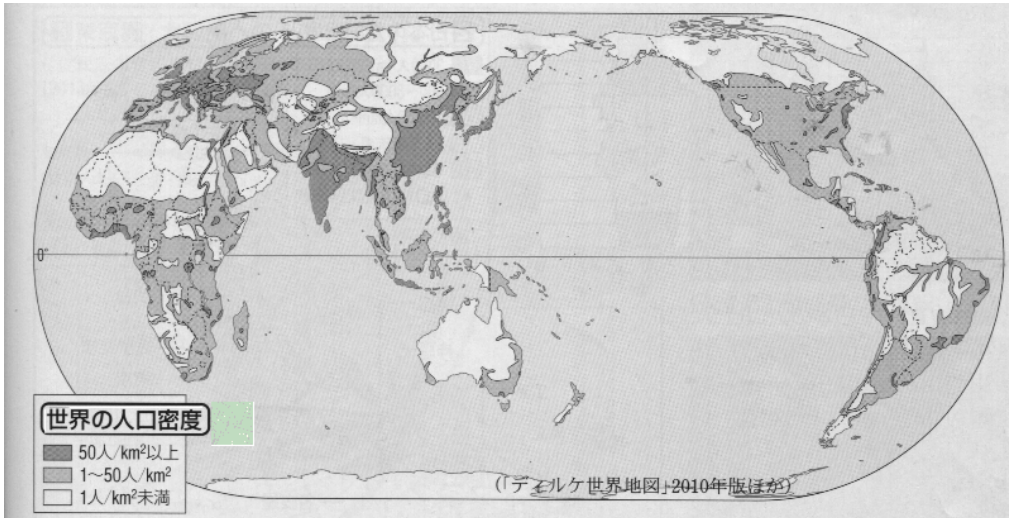 0°
世界の人口密度
50人/km²以上
1〜50人/km²
1人/km²未満
(「ディルケ世界地図」2010年版ほか)